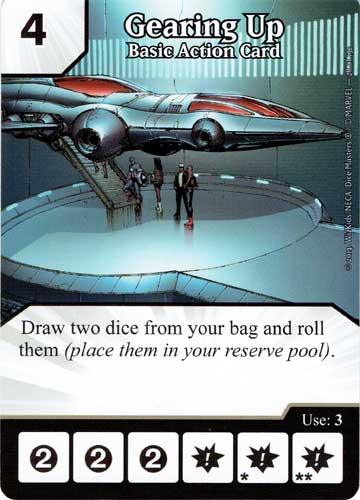 4
Gearing Up
Basic Action Card
Draw two dice from your bag and roll
them (place them in your reserve pool).
Use: 3
2 2 2 ! ! !
* **